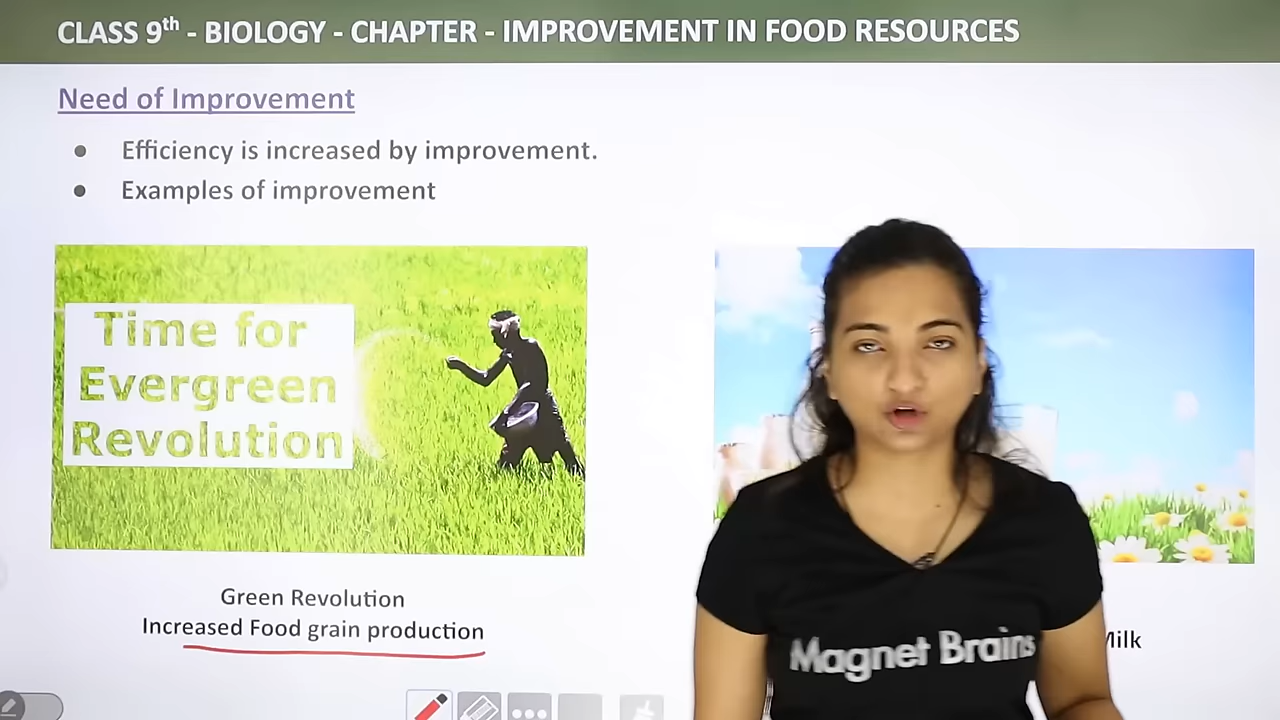 CLASS 9th - BIOLOGY - CHAPTER - IMPROVEMENT IN FOOD RESOURCES
Need of Improvement
● Efficiency is increased by improvement.
● Examples of improvement
Time for
Evergreen
Revolution
Green Revolution
Increased Food grain production
Magnet Brains